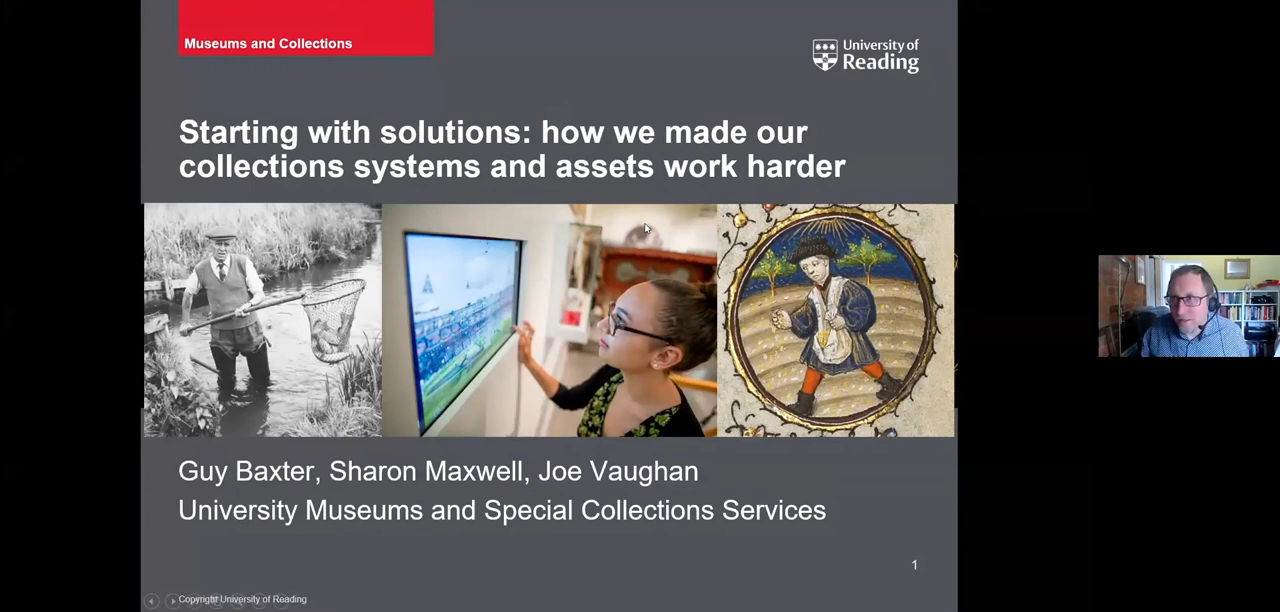 Museums and Collections
University of
Reading
Starting with solutions: how we made our
collections systems and assets work harder
Guy Baxter, Sharon Maxwell, Joe Vaughan
University Museums and Special Collections Services
1
Copyright University of Reading